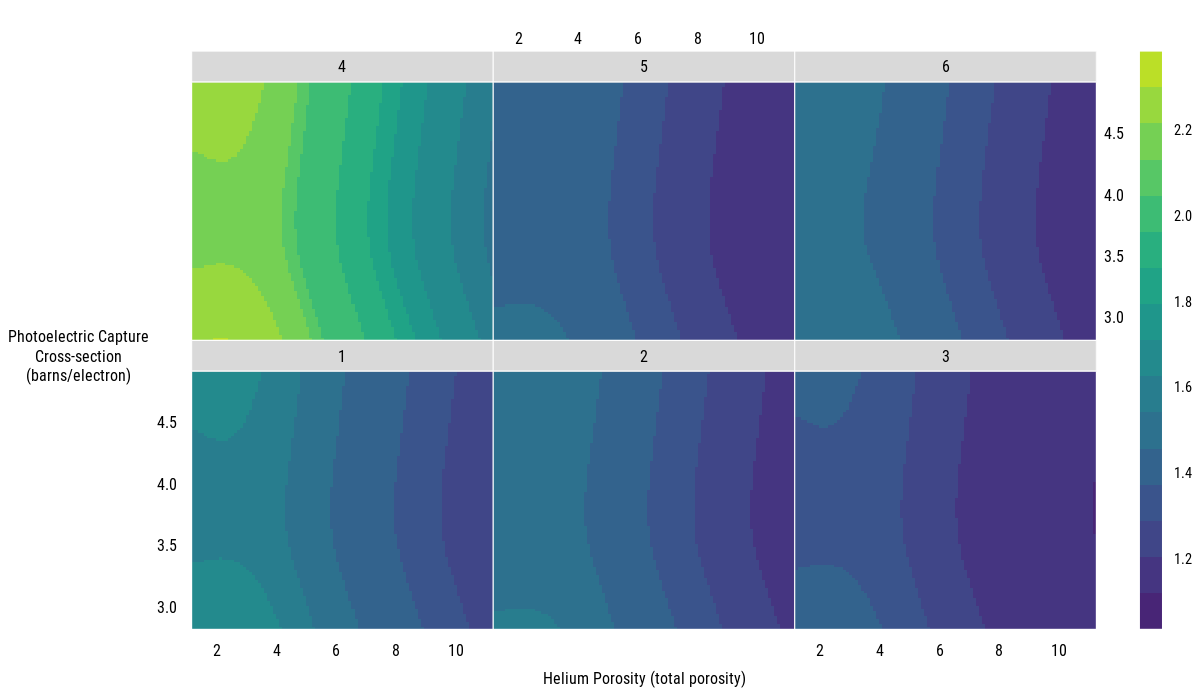 2 4 6 8 10
4 5 6
4.5
4.0
3.5
3.0
2.2
2.0
1.8
1.6
1.4
1.2
Photoelectric Capture
Cross-section
(barns/electron)
1 2 3
4.5
4.0
3.5
3.0
2 4 6 8 10 2 4 6 8 10
Helium Porosity (total porosity)